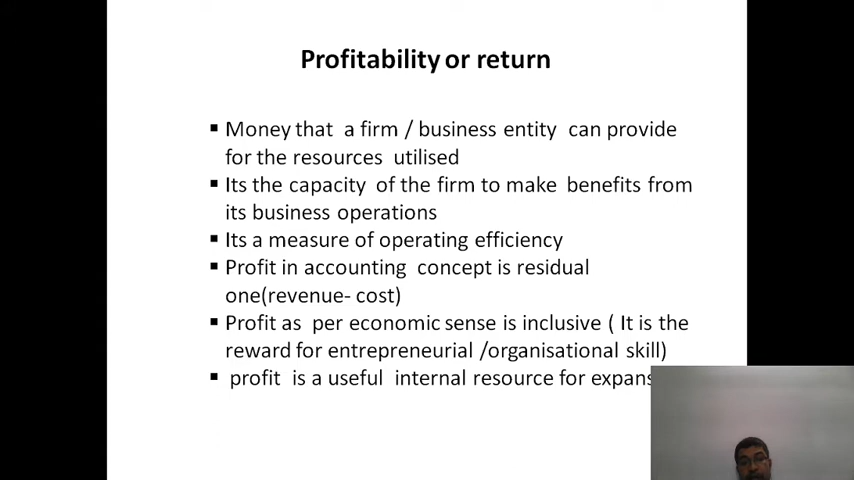 Profitability or return
▪ Money that a firm / business entity can provide
for the resources utilised
▪ Its the capacity of the firm to make benefits from
its business operations
▪ Its a measure of operating efficiency
▪ Profit in accounting concept is residual
one(revenue- cost)
▪ Profit as per economic sense is inclusive ( It is the
reward for entrepreneurial /organisational skill)
▪ profit is a useful internal resource for